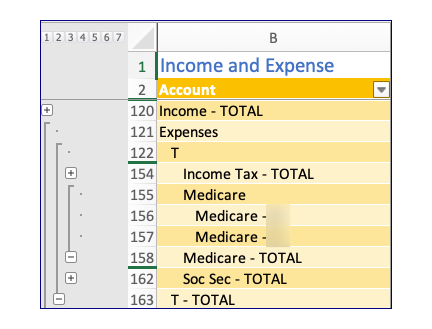 1 2 3 4 5 6 7 B
1 Income and Expense
2 Account
120 Income - TOTAL
121 Expenses
122 T
154 Income Tax - TOTAL
155 Medicare
156 Medicare -
157 Medicare -
158 Medicare - TOTAL
162 Soc Sec - TOTAL
163 T - TOTAL